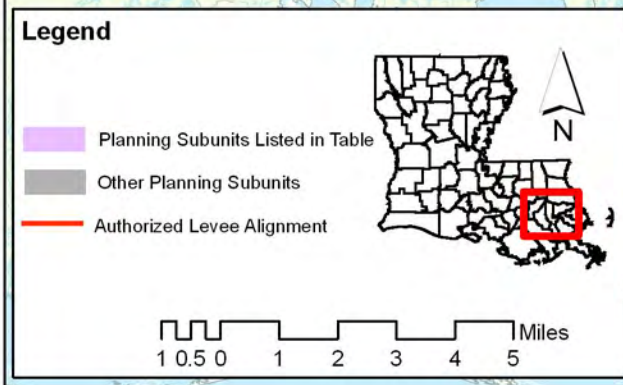 Legend
Planning Subunits Listed in Table
Other Planning Subunits
Authorized Levee Alignment
N
Miles
1 0.5 0 1 2 3 4 5